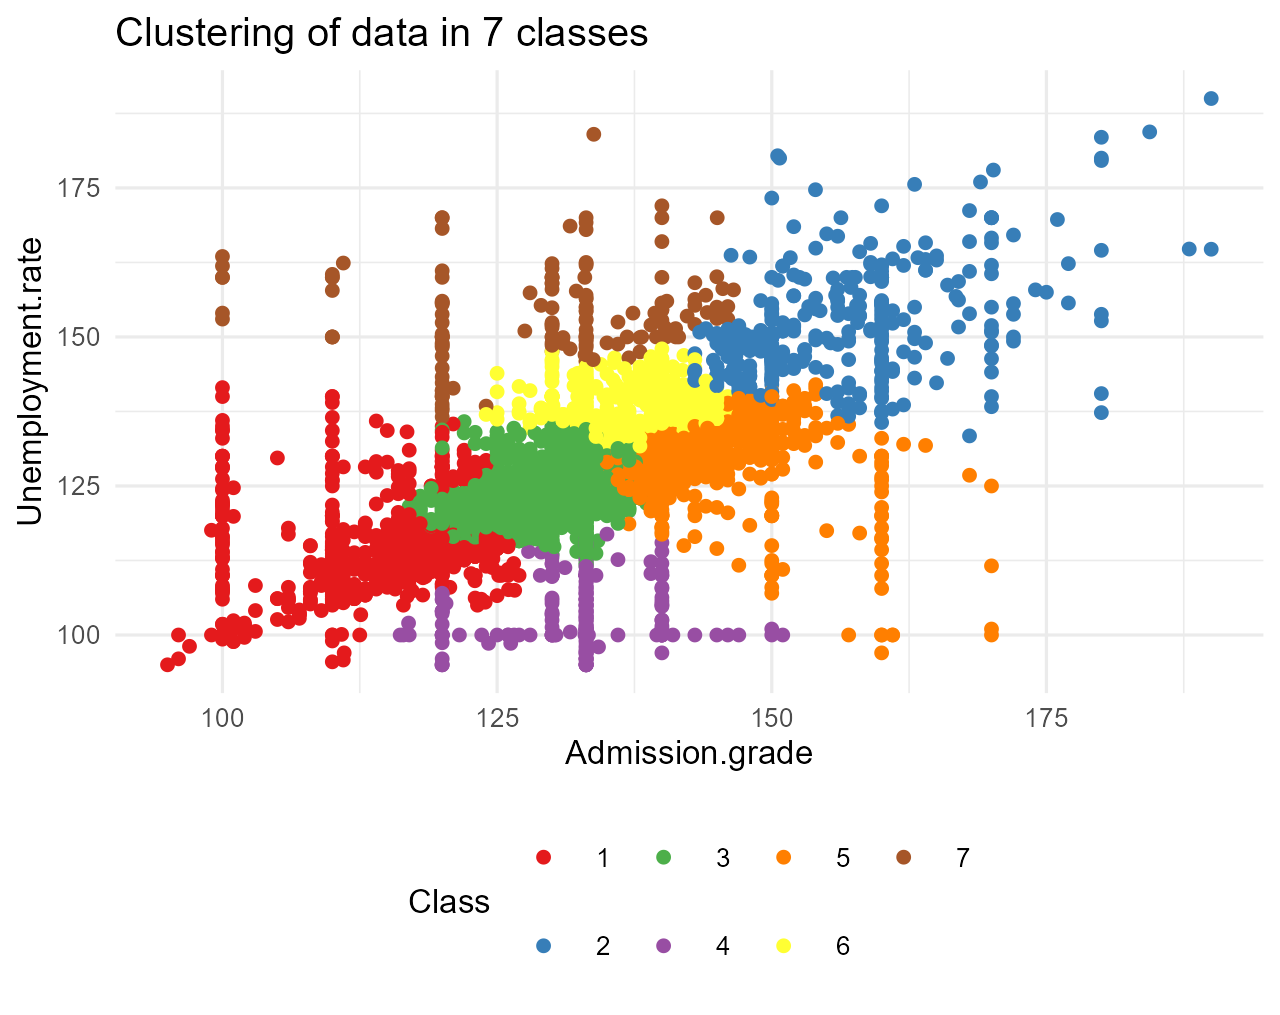 Clustering of data in 7 classes
Unemployment.rate
175
150
125
100
100 125 150 175
Admission.grade
Class
1 3 5 7
2 4 6